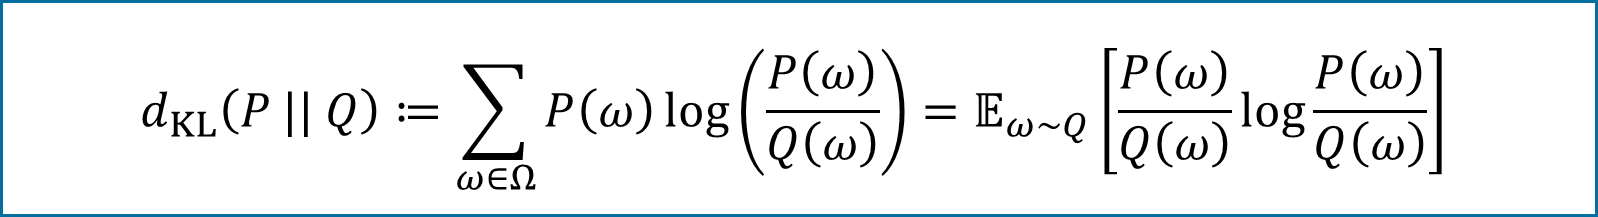 d_KL(P || Q) ≔ ∑_{ω∈Ω} P(ω) log(P(ω)/Q(ω)) = 𝔼_{ω~Q} [P(ω)/Q(ω) log P(ω)/Q(ω)]